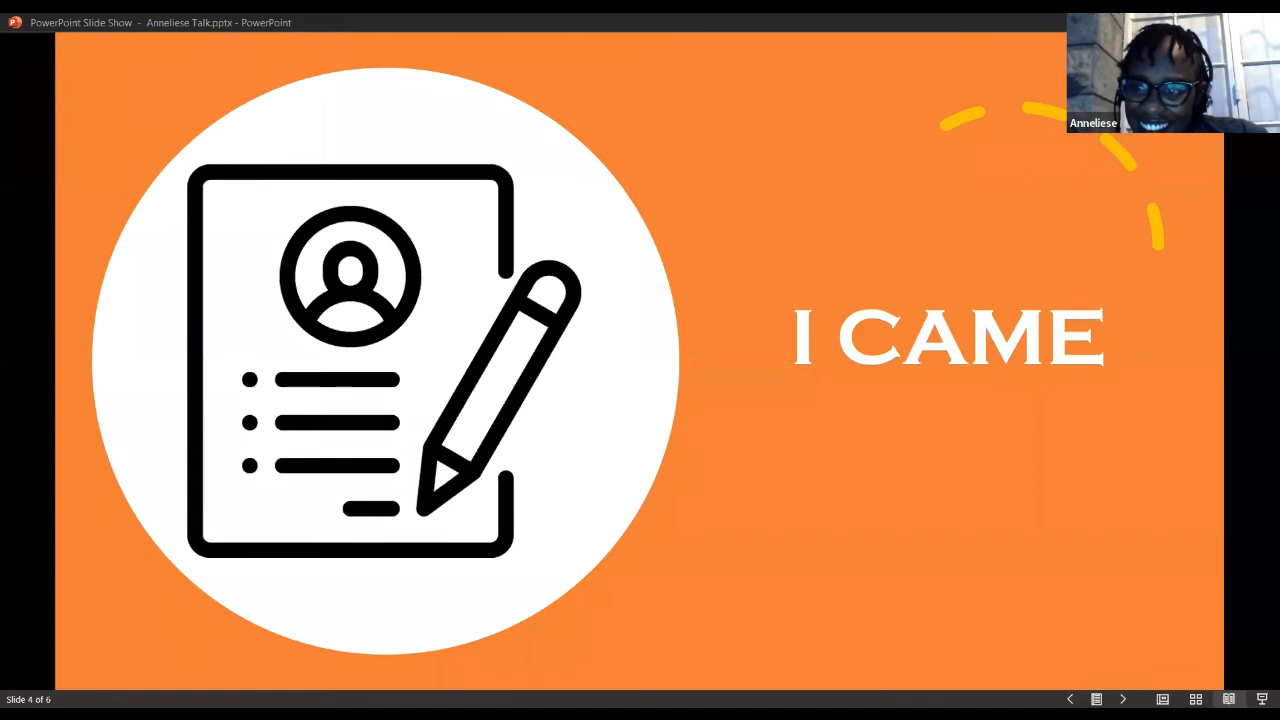 PowerPoint Slide Show - Anneliese Talk.pptx - PowerPoint
Anneliese
I CAME
Slide 4 of 6